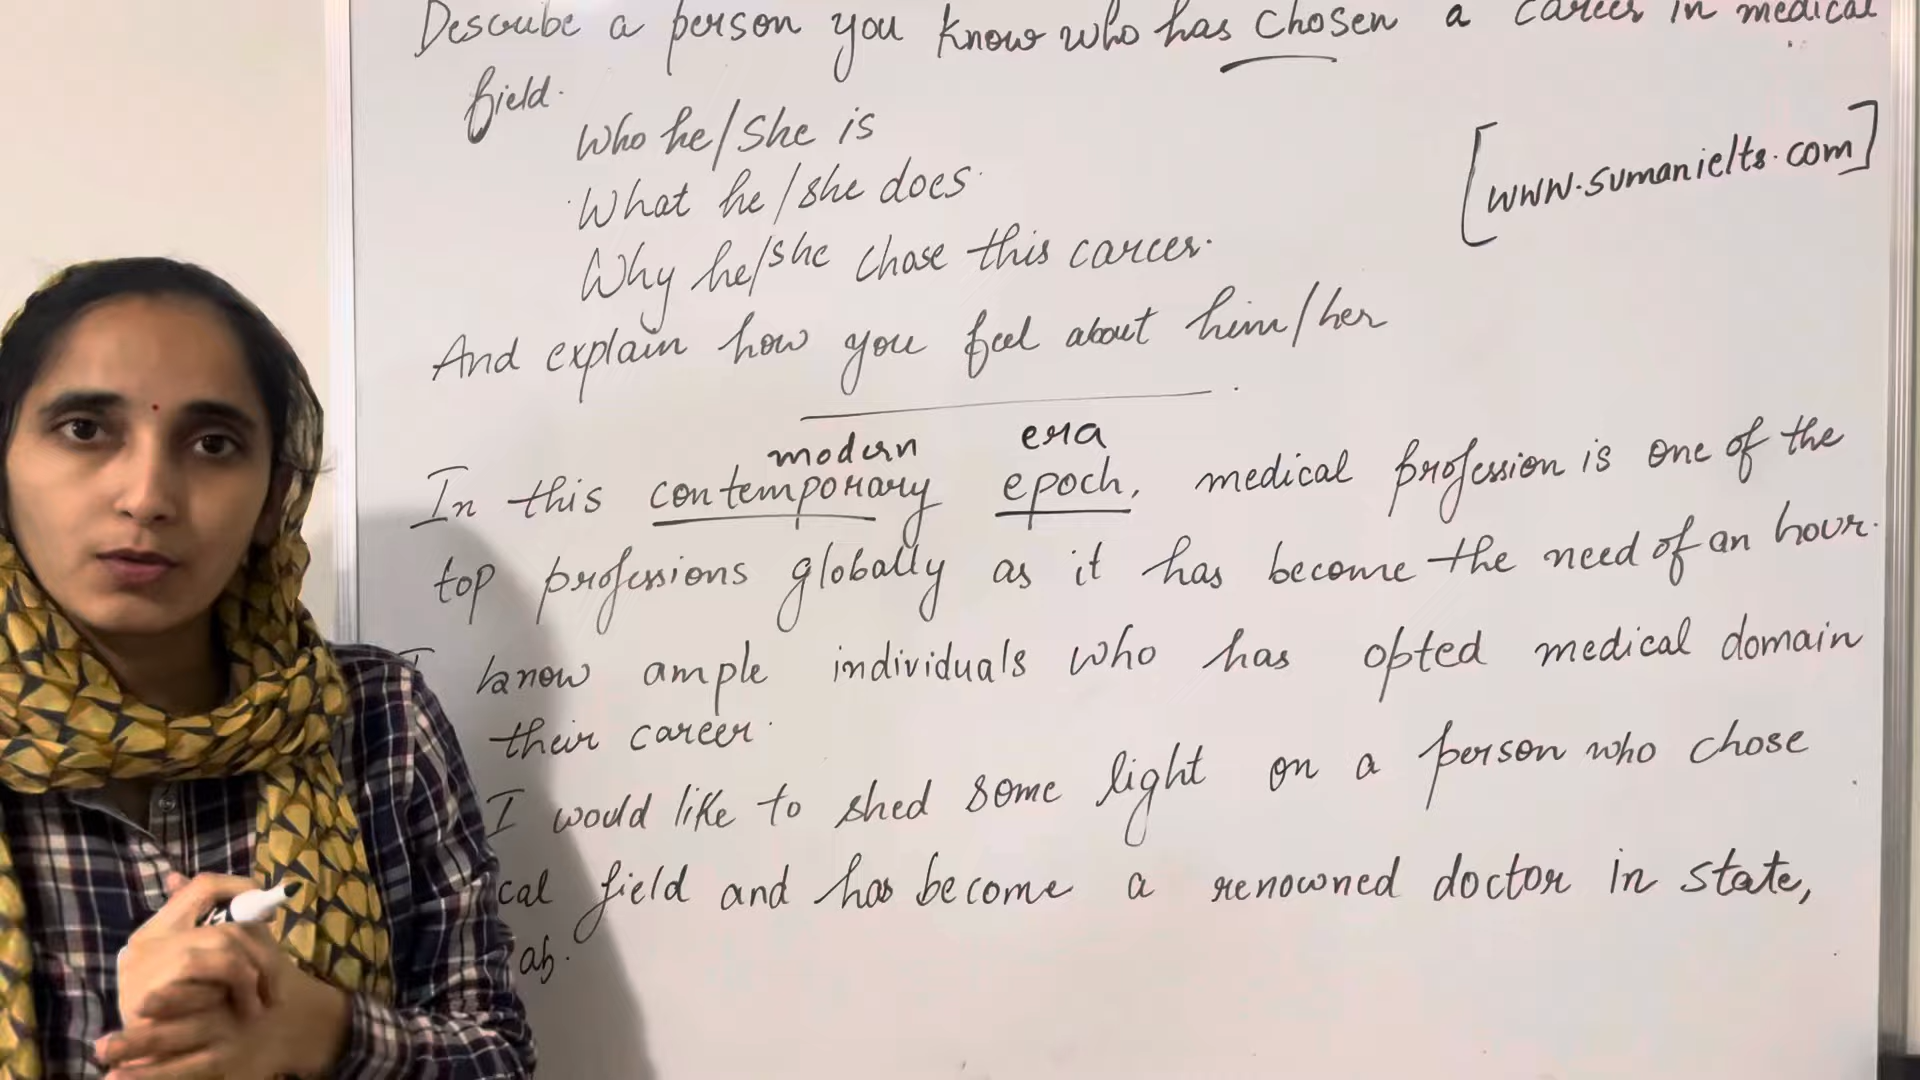 Describe a person you know who has chosen a career in medical
field.
Who he/she is
What he/she does.
Why he/she chose this career.
And explain how you feel about him/her
[www.sumanielts.com]
modern era
In this contemporary epoch, medical profession is one of the
top professions globally as it has become the need of an hour.
I know ample individuals who has opted medical domain
their career.
I would like to shed some light on a person who chose
cal field and has become a renowned doctor in state,
ab.